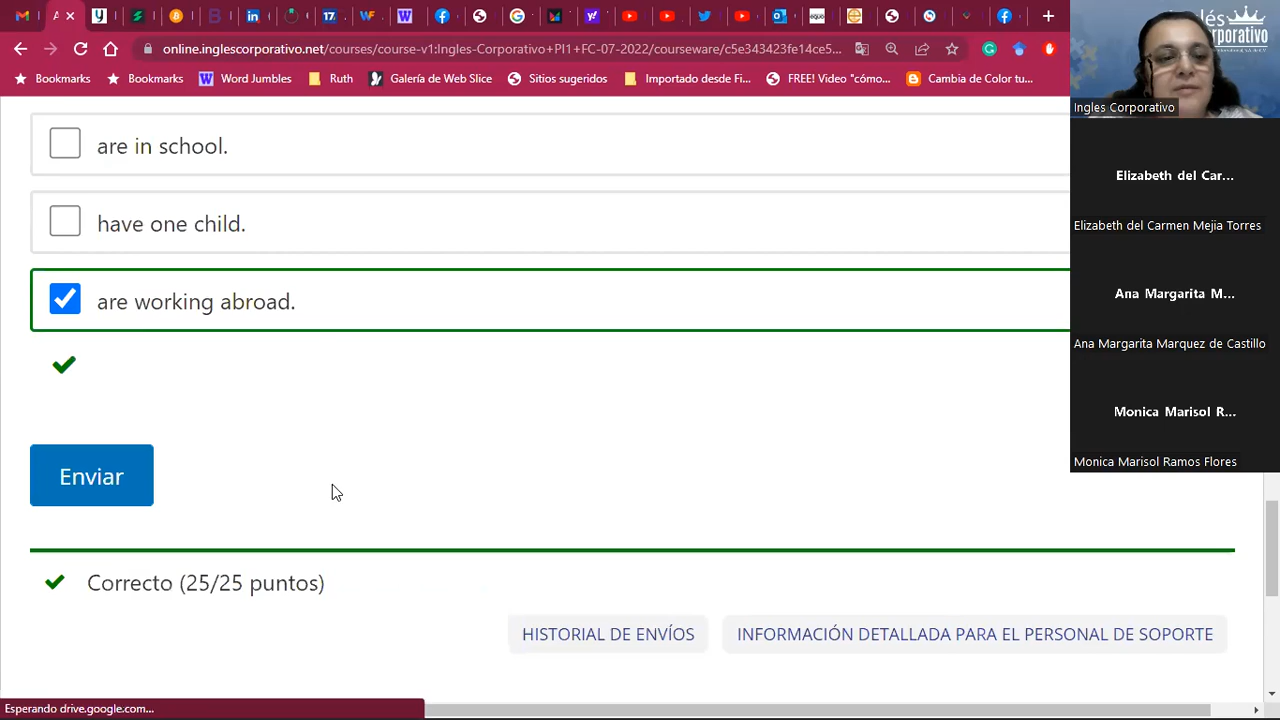 A
17
online.inglescorporativo.net/courses/course-v1:Ingles-Corporativo+PI1+FC-07-2022/courseware/c5e343423fe14ce5...
Bookmarks
Bookmarks
Word Jumbles
Ruth
Galería de Web Slice
Sitios sugeridos
Importado desde Fi...
FREE! Video "cómo...
Cambia de Color tu...
Ingles Corporativo
are in school.
have one child.
are working abroad.
Enviar
Correcto (25/25 puntos)
HISTORIAL DE ENVÍOS
INFORMACIÓN DETALLADA PARA EL PERSONAL DE SOPORTE
Esperando drive.google.com...
Elizabeth del Car...
Elizabeth del Carmen Mejia Torres
Ana Margarita M...
Ana Margarita Marquez de Castillo
Monica Marisol R...
Monica Marisol Ramos Flores